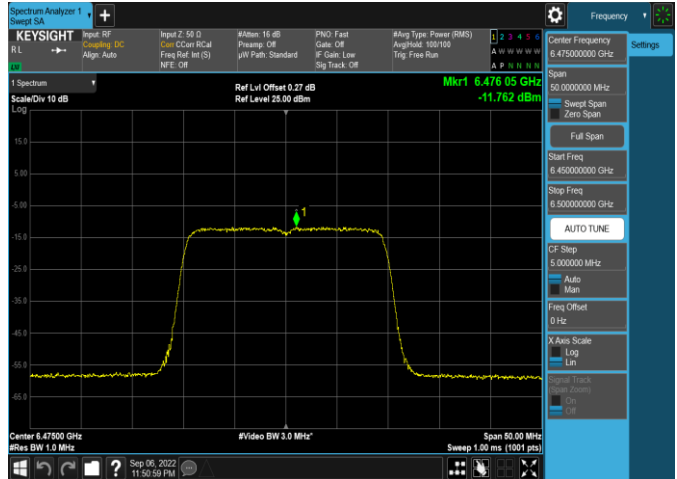 Spectrum Analyzer 1
Swept SA
Frequency
KEYSIGHT
R L
Input: RF
Coupling: DC
Align: Auto
Input Z: 50 Ω
Corr CCorr RCal
Freq Ref: Int (S)
NFE: Off
#Atten: 16 dB
Preamp: Off
µW Path: Standard
PNO: Fast
Gate: Off
IF Gain: Low
Sig Track: Off
#Avg Type: Power (RMS)
Avg|Hold: 100/100
Trig: Free Run
1 2 3 4 5 6
A W W W W W
A P N N N N
1 Spectrum
Scale/Div 10 dB
Log
Ref Lvl Offset 0.27 dB
Ref Level 25.00 dBm
Mkr1 6.476 05 GHz
-11.762 dBm
15.0
5.00
-5.00
-15.0
-25.0
-35.0
-45.0
-55.0
-65.0
1
Center 6.47500 GHz
#Res BW 1.0 MHz
#Video BW 3.0 MHz*
Span 50.00 MHz
Sweep 1.00 ms (1001 pts)
Center Frequency
6.475000000 GHz
Settings
Span
50.0000000 MHz
Swept Span
Zero Span
Full Span
Start Freq
6.450000000 GHz
Stop Freq
6.500000000 GHz
AUTO TUNE
CF Step
5.000000 MHz
Auto
Man
Freq Offset
0 Hz
X Axis Scale
Log
Lin
Signal Track
(Span Zoom)
On
Off
?
Sep 06, 2022
11:50:59 PM